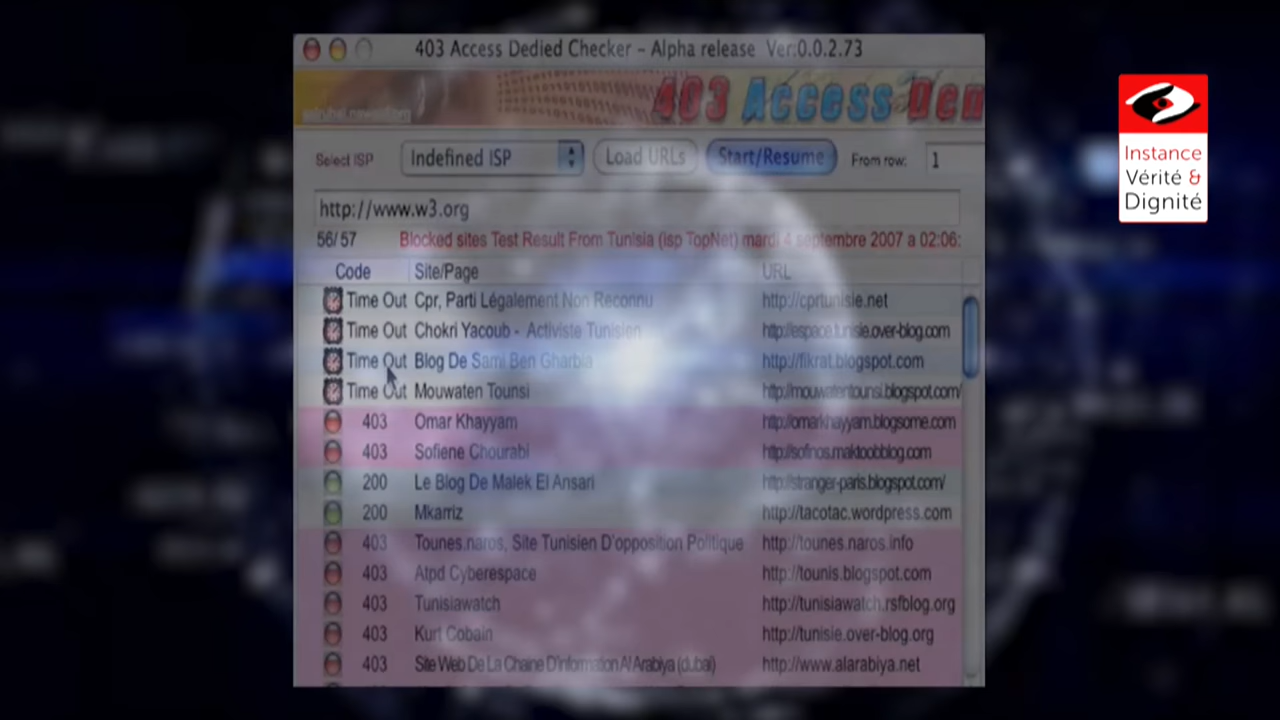 403 Access Dedied Checker – Alpha release Ver:0.0.2.73
403 Access Den
Select ISP Indefined ISP Load URLs Start/Resume From row: 1
http://www.w3.org
56/57 Blocked sites Test Result From Tunisia (isp TopNet) mardi 4 septembre 2007 a 02:06:
Code Site/Page URL
Time Out Cpr, Parti Légalement Non Reconnu http://cprtunisie.net
Time Out Chokri Yacoub - Activiste Tunisien http://espace.tunisie.over-blog.com
Time Out Blog De Sami Ben Gharbia http://fikrat.blogspot.com
Time Out Mouwaten Tounsi http://mouwatentounsi.blogspot.com/
403 Omar Khayyam http://omarkhayyam.blogsome.com
403 Sofiene Chourabi http://sofinos.maktoobblog.com
200 Le Blog De Malek El Ansari http://stranger-paris.blogspot.com/
200 Mkarriz http://tacotac.wordpress.com
403 Tounes.naros, Site Tunisien D'opposition Politique http://tounes.naros.info
403 Atpd Cyberespace http://tounis.blogspot.com
403 Tunisiawatch http://tunisiawatch.rsfblog.org
403 Kurt Cobain http://tunisie.over-blog.org
403 Site Web De La Chaine D'information Al Arabiya (dubai) http://www.alarabiya.net
Instance
Vérité &
Dignité